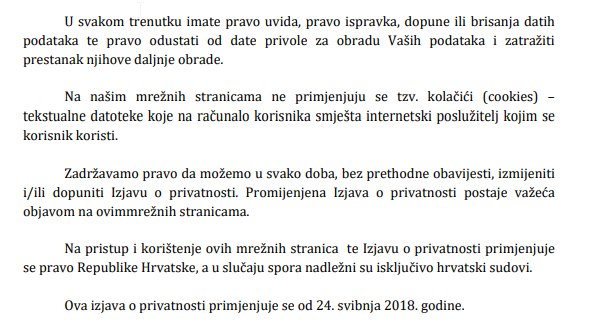 U svakom trenutku imate pravo uvida, pravo ispravka, dopune ili brisanja datih
podataka te pravo odustati od date privole za obradu Vaših podataka i zatražiti
prestanak njihove daljnje obrade.
Na našim mrežnih stranicama ne primjenjuju se tzv. kolačići (cookies) –
tekstualne datoteke koje na računalo korisnika smješta internetski poslužitelj kojim se
korisnik koristi.
Zadržavamo pravo da možemo u svako doba, bez prethodne obavijesti, izmijeniti
i/ili dopuniti Izjavu o privatnosti. Promijenjena Izjava o privatnosti postaje važeća
objavom na ovimmrežnih stranicama.
Na pristup i korištenje ovih mrežnih stranica te Izjavu o privatnosti primjenjuje
se pravo Republike Hrvatske, a u slučaju spora nadležni su isključivo hrvatski sudovi.
Ova izjava o privatnosti primjenjuje se od 24. svibnja 2018. godine.